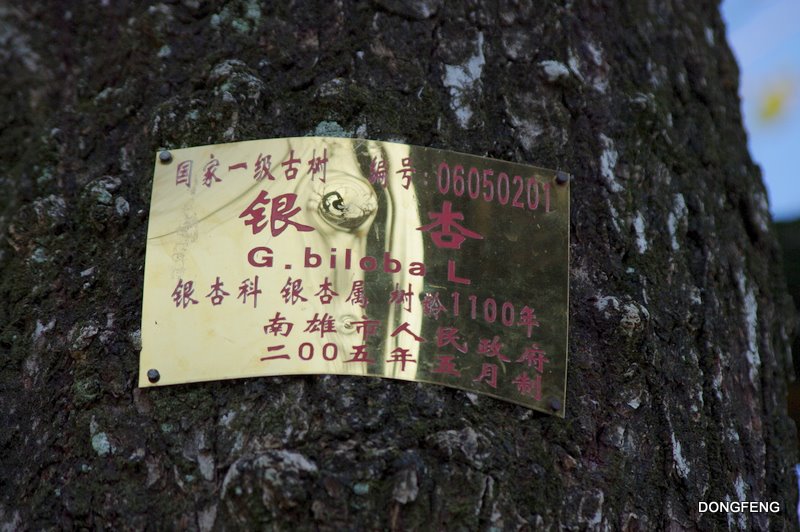 国家一级古树 编号:06050201
银杏
G.biloba L
银杏科 银杏属 树龄1100年
南雄市人民政府
二00五年五月制
DONGFENG